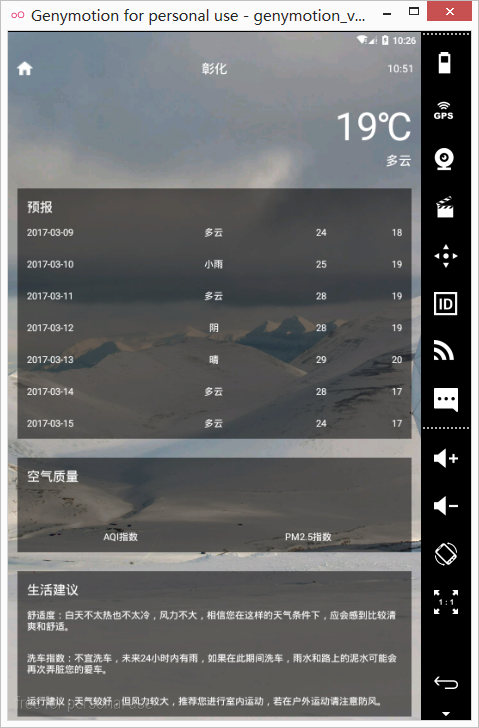 Genymotion for personal use - genymotion_v...
10:26
彰化
10:51
19℃
多云
预报
2017-03-09 多云 24 18
2017-03-10 小雨 25 19
2017-03-11 多云 28 19
2017-03-12 阴 28 19
2017-03-13 晴 29 20
2017-03-14 多云 28 17
2017-03-15 多云 24 17
空气质量
AQI指数 PM2.5指数
生活建议
舒适度：白天不太热也不太冷，风力不大，相信您在这样的天气条件下，应会感到比较清
爽和舒适。
洗车指数：不宜洗车，未来24小时内有雨，如果在此期间洗车，雨水和路上的泥水可能会
再次弄脏您的爱车。
运行建议：天气较好，但风力较大，推荐您进行室内运动，若在户外运动请注意防风。
free for personal use
GPS
ID
1:1